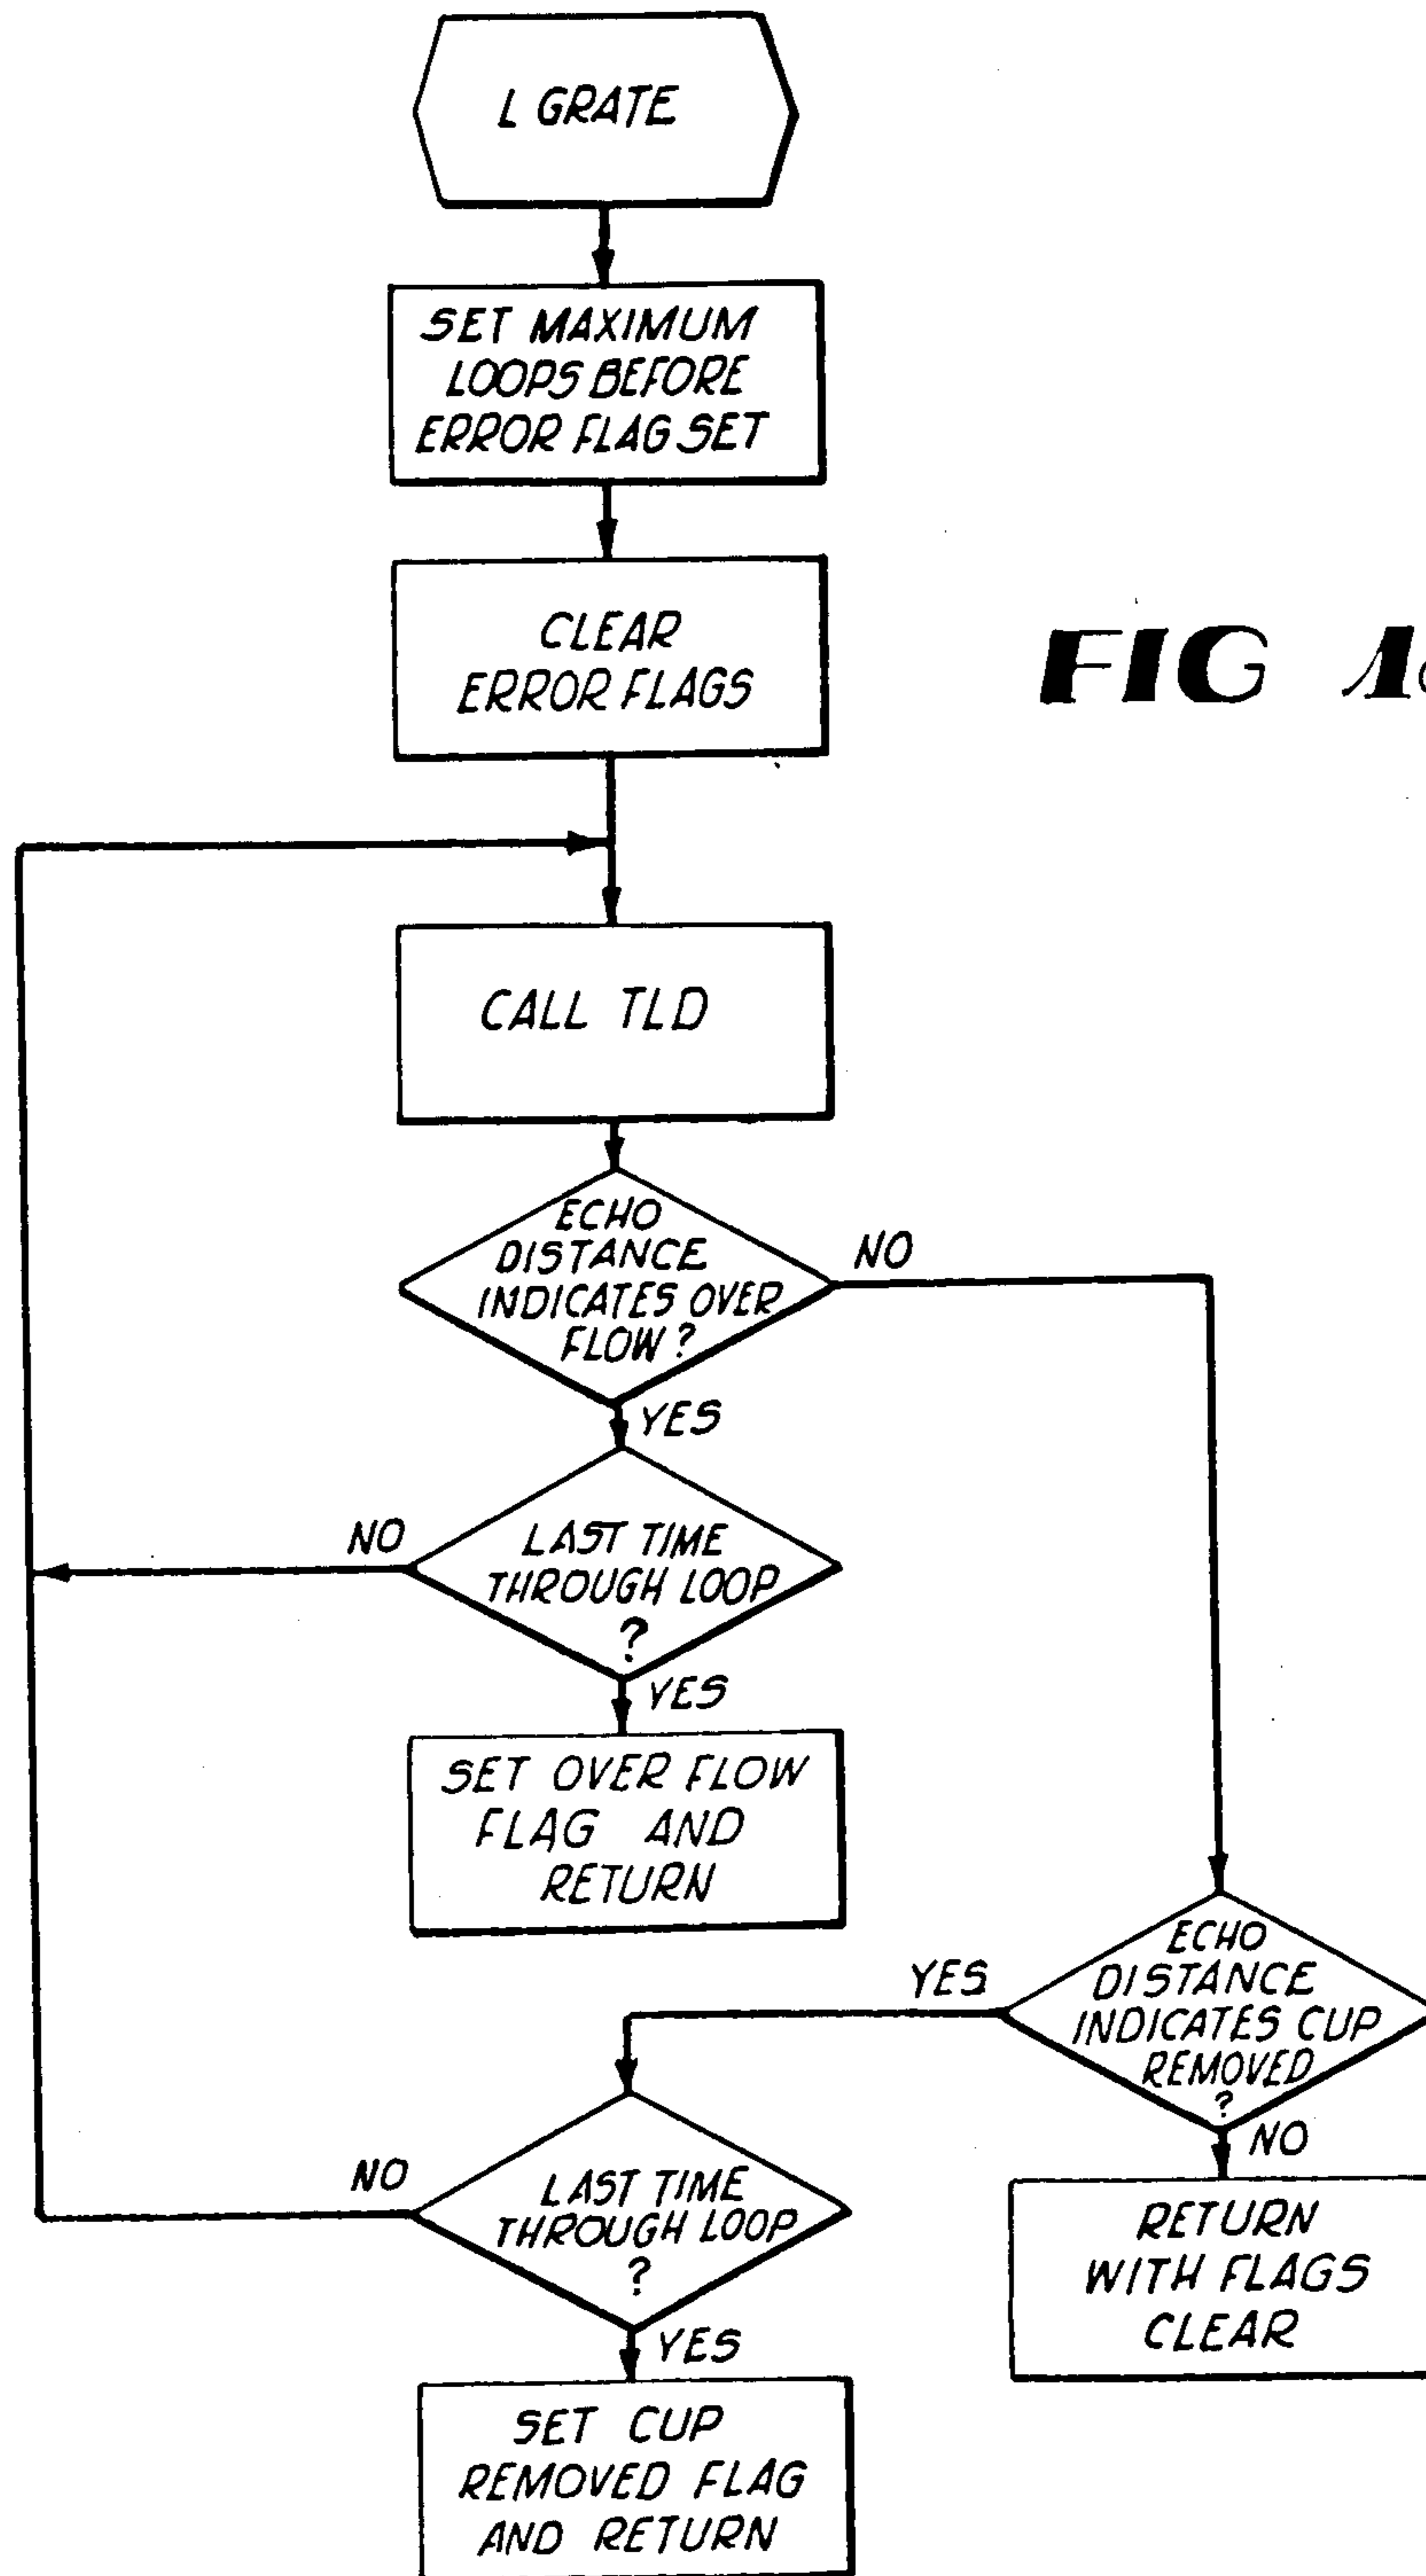 L GRATE
SET MAXIMUM
LOOPS BEFORE
ERROR FLAG SET
CLEAR
ERROR FLAGS
FIG
CALL TLD
ECHO
DISTANCE
INDICATES OVER
FLOW ?
NO
YES
NO
LAST TIME
THROUGH LOOP
?
YES
SET OVER FLOW
FLAG AND
RETURN
ECHO
DISTANCE
INDICATES CUP
REMOVED
?
YES
NO
RETURN
WITH FLAGS
CLEAR
NO
LAST TIME
THROUGH LOOP
?
YES
SET CUP
REMOVED FLAG
AND RETURN